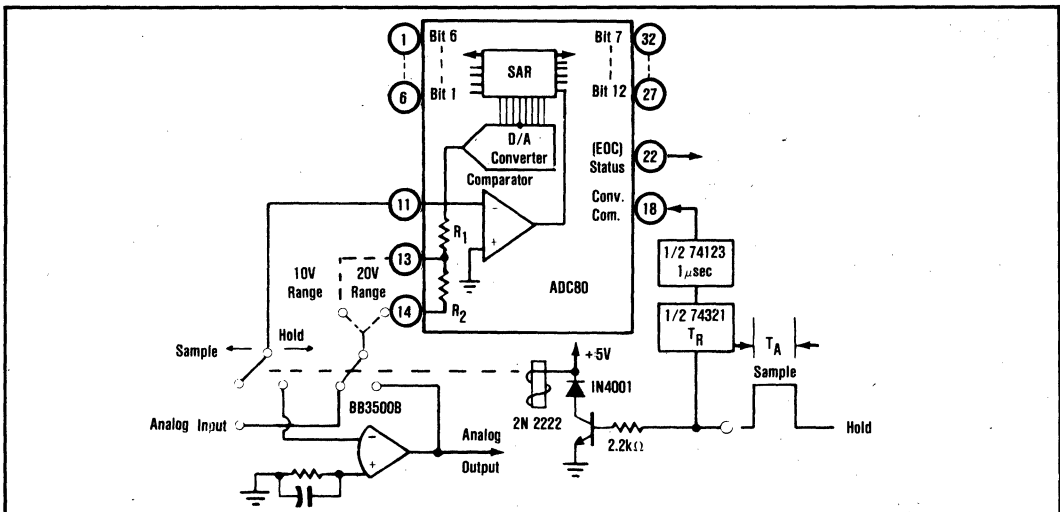 1
Bit 6
Bit 7
32
SAR
6
Bit 1
Bit 12
27
D/A
Converter
(EOC)
Status
22
Comparator
Conv.
Com.
18
11
-
+
R1
1/2 74123
1μsec
13
10V
Range
20V
Range
R2
ADC80
14
1/2 74321
TR
TA
Sample
Sample
Hold
+5V
IN4001
BB3500B
2N 2222
Analog Input
-
+
Analog
Output
2.2kΩ
Hold